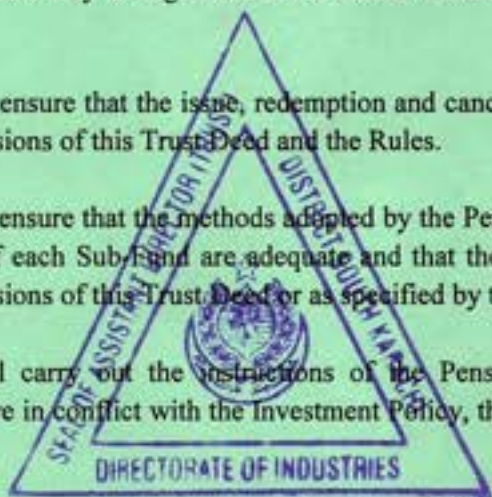 ensure that the issue, redemption and canc
sions of this Trust Deed and the Rules.
ensure that the methods adopted by the Pe
f each Sub-Fund are adequate and that the
sions of this Trust Deed or as specified by t
l carry out the instructions of the Pens
re in conflict with the Investment Policy, th
SEAL OF ASSISTANT DIRECTOR (TRUST)
DISTRICT SOUTH KARACHI
DIRECTORATE OF INDUSTRIES